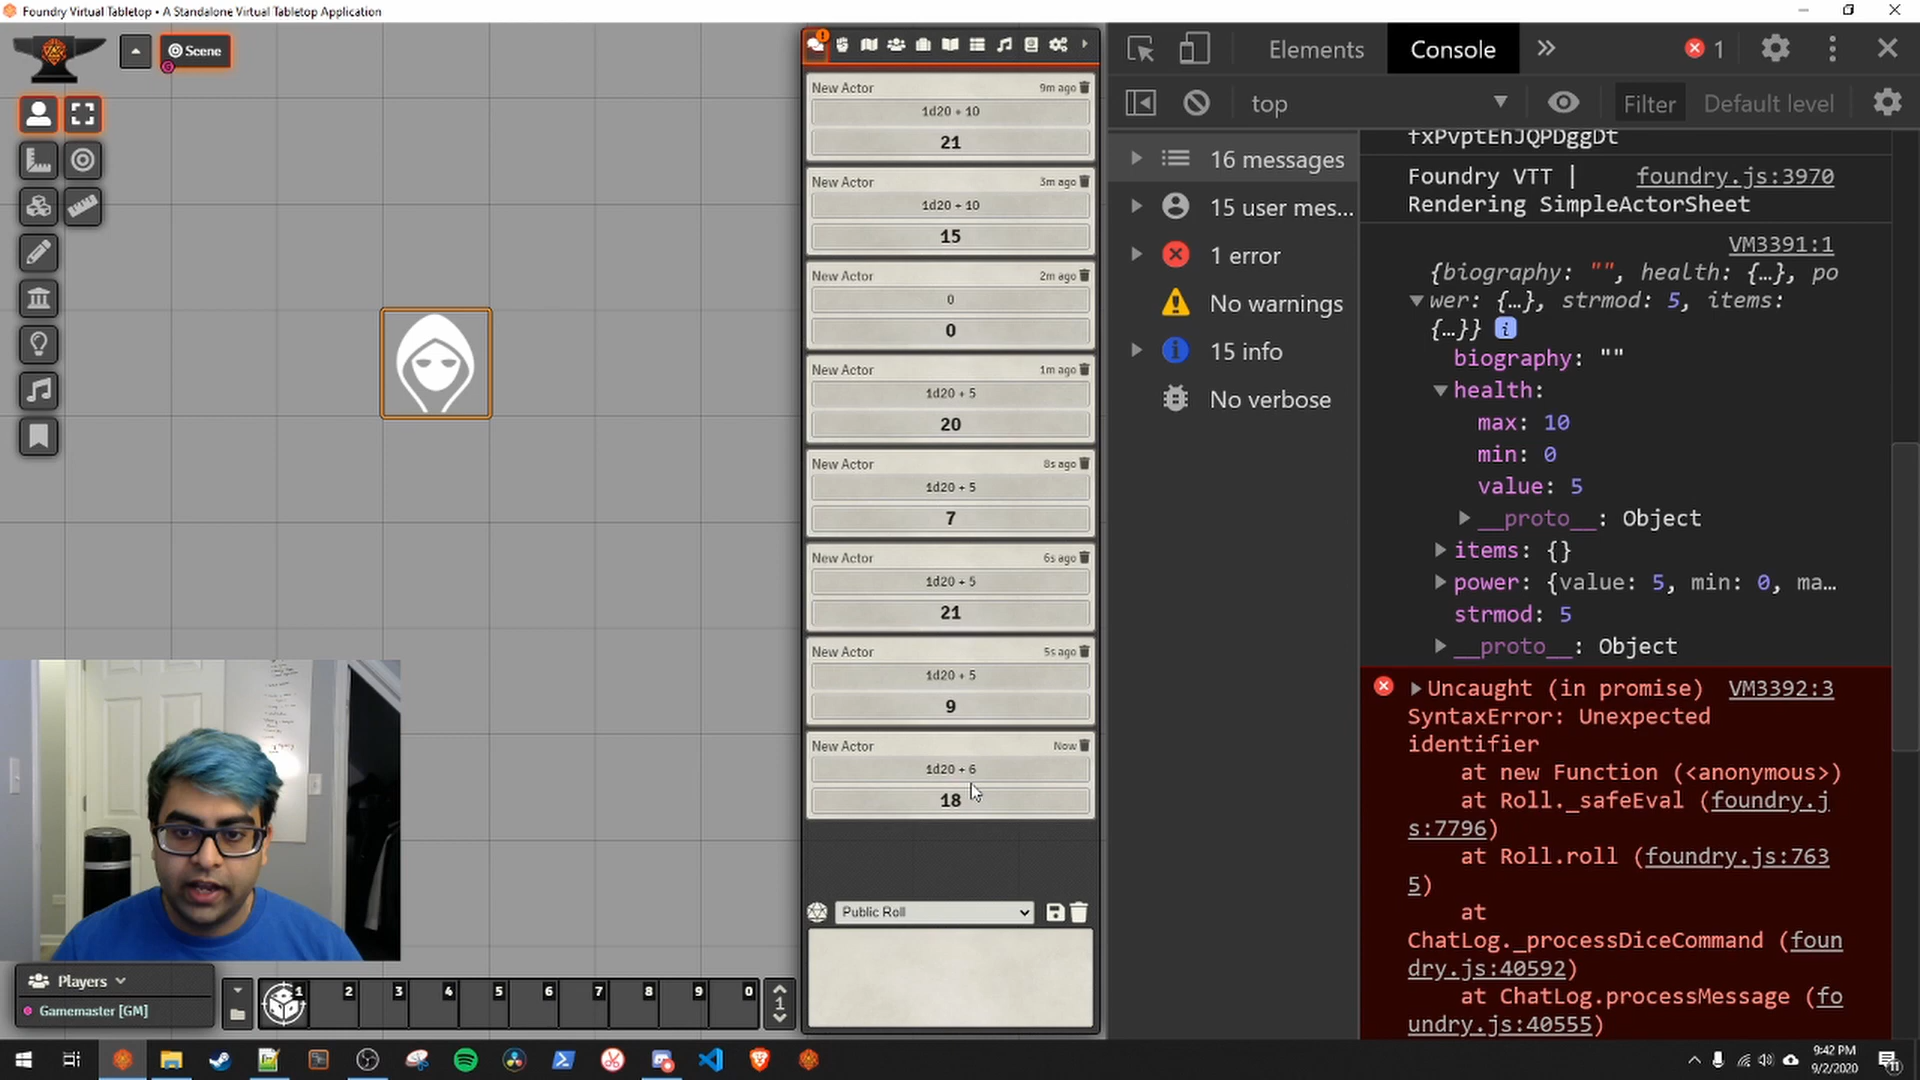 Foundry Virtual Tabletop • A Standalone Virtual Tabletop Application
Scene
New Actor 9m ago
1d20 + 10
21
New Actor 3m ago
1d20 + 10
15
New Actor 2m ago
0
0
New Actor 1m ago
1d20 + 5
20
New Actor 8s ago
1d20 + 5
7
New Actor 6s ago
1d20 + 5
21
New Actor 5s ago
1d20 + 5
9
New Actor Now
1d20 + 6
18
Public Roll
Players
Gamemaster [GM]
1 2 3 4 5 6 7 8 9 0
1
Elements Console 1
top Filter Default level
16 messages
15 user mes...
1 error
No warnings
15 info
No verbose
fxPvptEhJQPDggDt
Foundry VTT | foundry.js:3970
Rendering SimpleActorSheet
VM3391:1
{biography: "", health: {…}, po
wer: {…}, strmod: 5, items:
{…}} i
biography: ""
health:
max: 10
min: 0
value: 5
__proto__: Object
items: {}
power: {value: 5, min: 0, ma…
strmod: 5
__proto__: Object
Uncaught (in promise) VM3392:3
SyntaxError: Unexpected
identifier
at new Function (<anonymous>)
at Roll._safeEval (foundry.j
s:7796)
at Roll.roll (foundry.js:763
5)
at
ChatLog._processDiceCommand (foun
dry.js:40592)
at ChatLog.processMessage (fo
undry.js:40555)
9:42 PM
9/2/2020